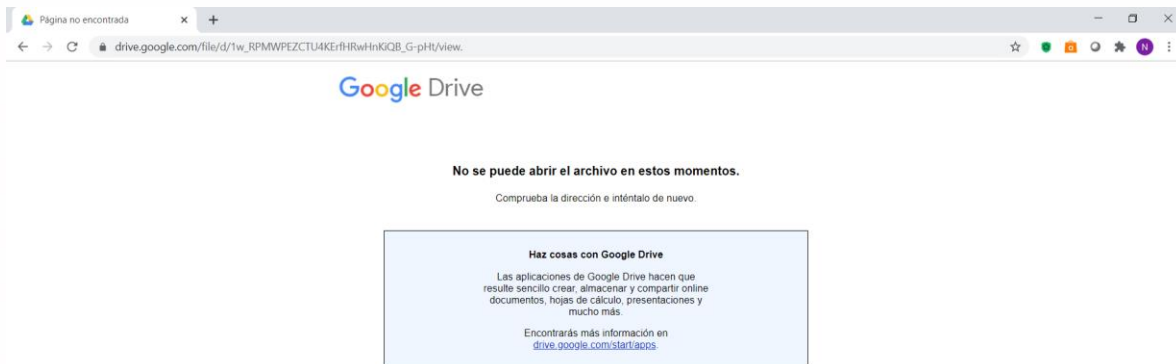 Página no encontrada
drive.google.com/file/d/1w_RPMWPEZCTU4KErfHRwHnKiQB_G-pHt/view.
N
Google Drive
No se puede abrir el archivo en estos momentos.
Comprueba la dirección e inténtalo de nuevo.
Haz cosas con Google Drive
Las aplicaciones de Google Drive hacen que
resulte sencillo crear, almacenar y compartir online
documentos, hojas de cálculo, presentaciones y
mucho más.
Encontrarás más información en
drive.google.com/start/apps.